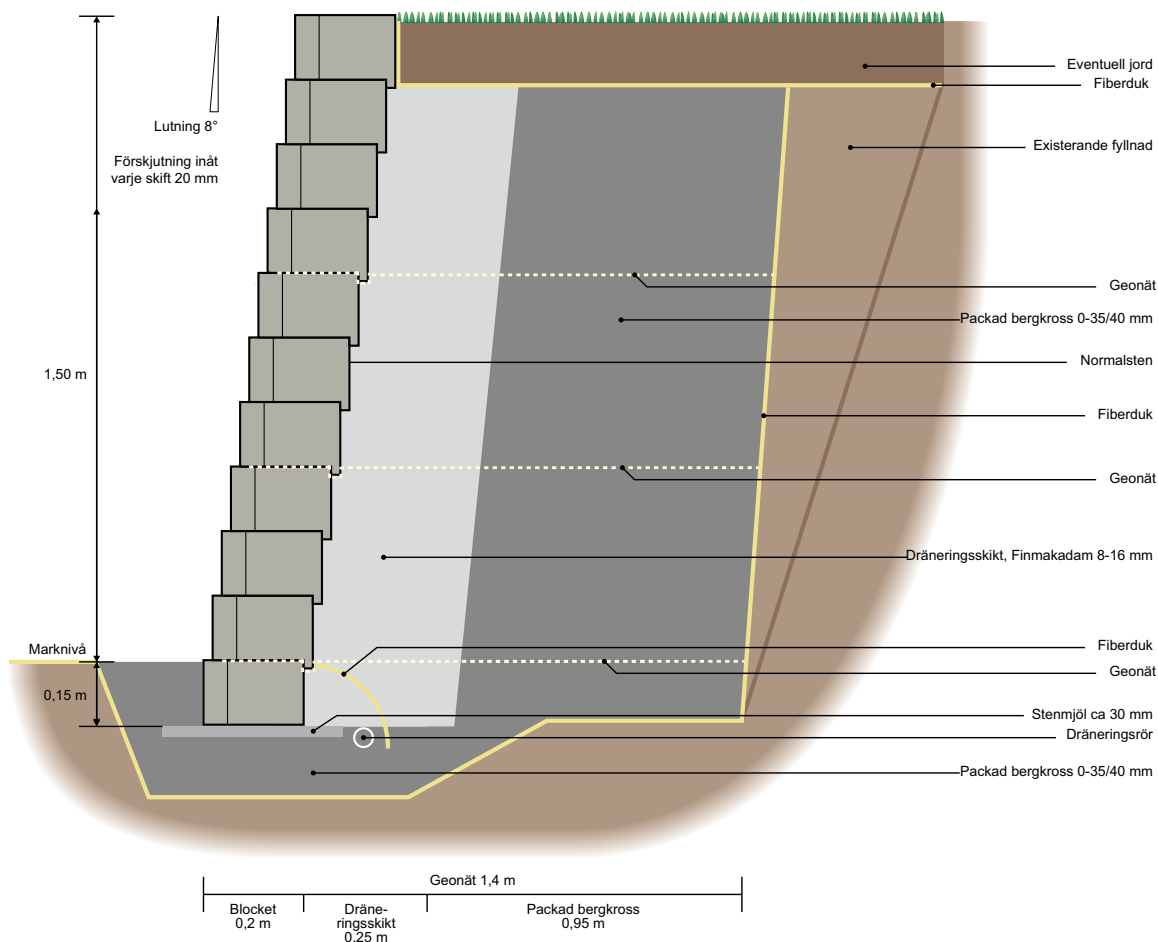 Eventuell jord
Fiberduk
Lutning 8°
Förskjutning inåt
varje skift 20 mm
Existerande fyllnad
Geonät
Packad bergkross 0-35/40 mm
Normalsten
1,50 m
Fiberduk
Geonät
Dräneringsskikt, Finmakadam 8-16 mm
Marknivå
Fiberduk
Geonät
0,15 m
Stenmjöl ca 30 mm
Dräneringsrör
Packad bergkross 0-35/40 mm
Geonät 1,4 m
Blocket
0,2 m
Dräne-
ringsskikt
0,25 m
Packad bergkross
0,95 m